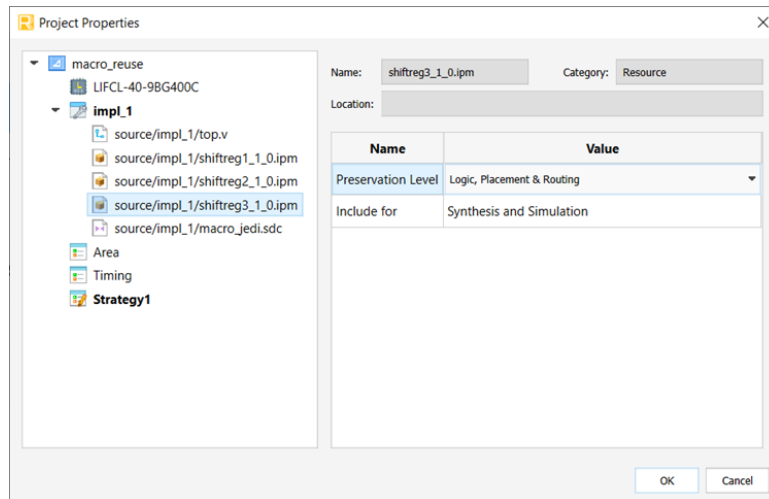 Project Properties
macro_reuse
LIFCL-40-9BG400C
impl_1
source/impl_1/top.v
source/impl_1/shiftreg1_1_0.ipm
source/impl_1/shiftreg2_1_0.ipm
source/impl_1/shiftreg3_1_0.ipm
source/impl_1/macro_jedi.sdc
Area
Timing
Strategy1
Name: shiftreg3_1_0.ipm Category: Resource
Location:
Name Value
Preservation Level Logic, Placement & Routing
Include for Synthesis and Simulation
OK Cancel